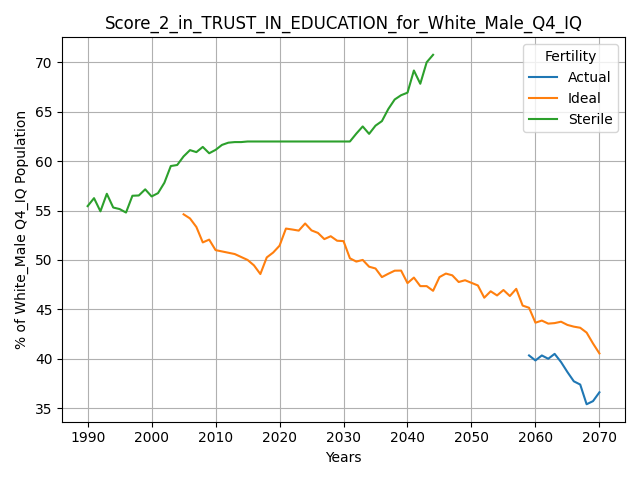 Score_2_in_TRUST_IN_EDUCATION_for_White_Male_Q4_IQ
Fertility
Actual
Ideal
Sterile
% of White_Male Q4_IQ Population
70
65
60
55
50
45
40
35
1990 2000 2010 2020 2030 2040 2050 2060 2070
Years